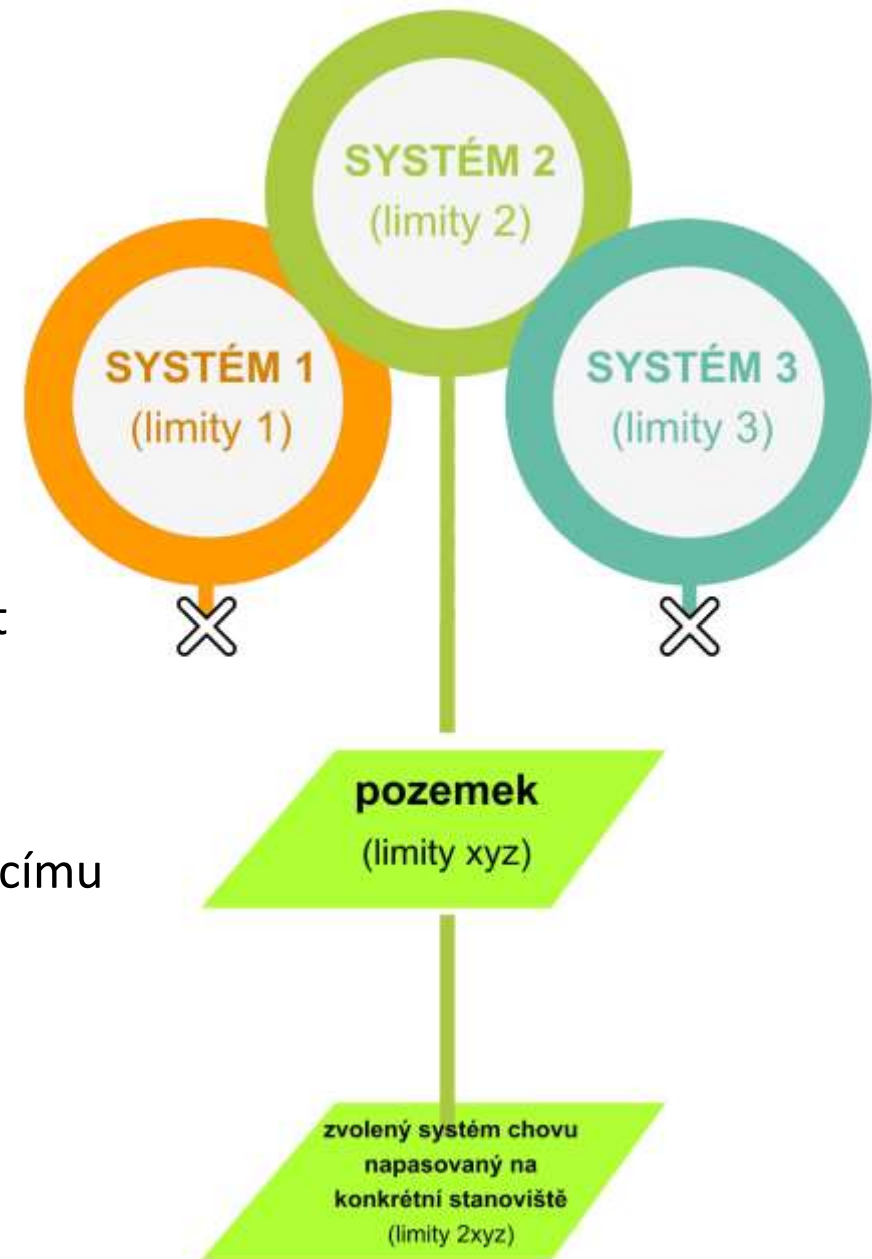 SYSTÉM 2
(limity 2)
SYSTÉM 1
(limity 1)
SYSTÉM 3
(limity 3)
pozemek
(limity xyz)
zvolený systém chovu
napasovaný na
konkrétní stanoviště
(limity 2xyz)